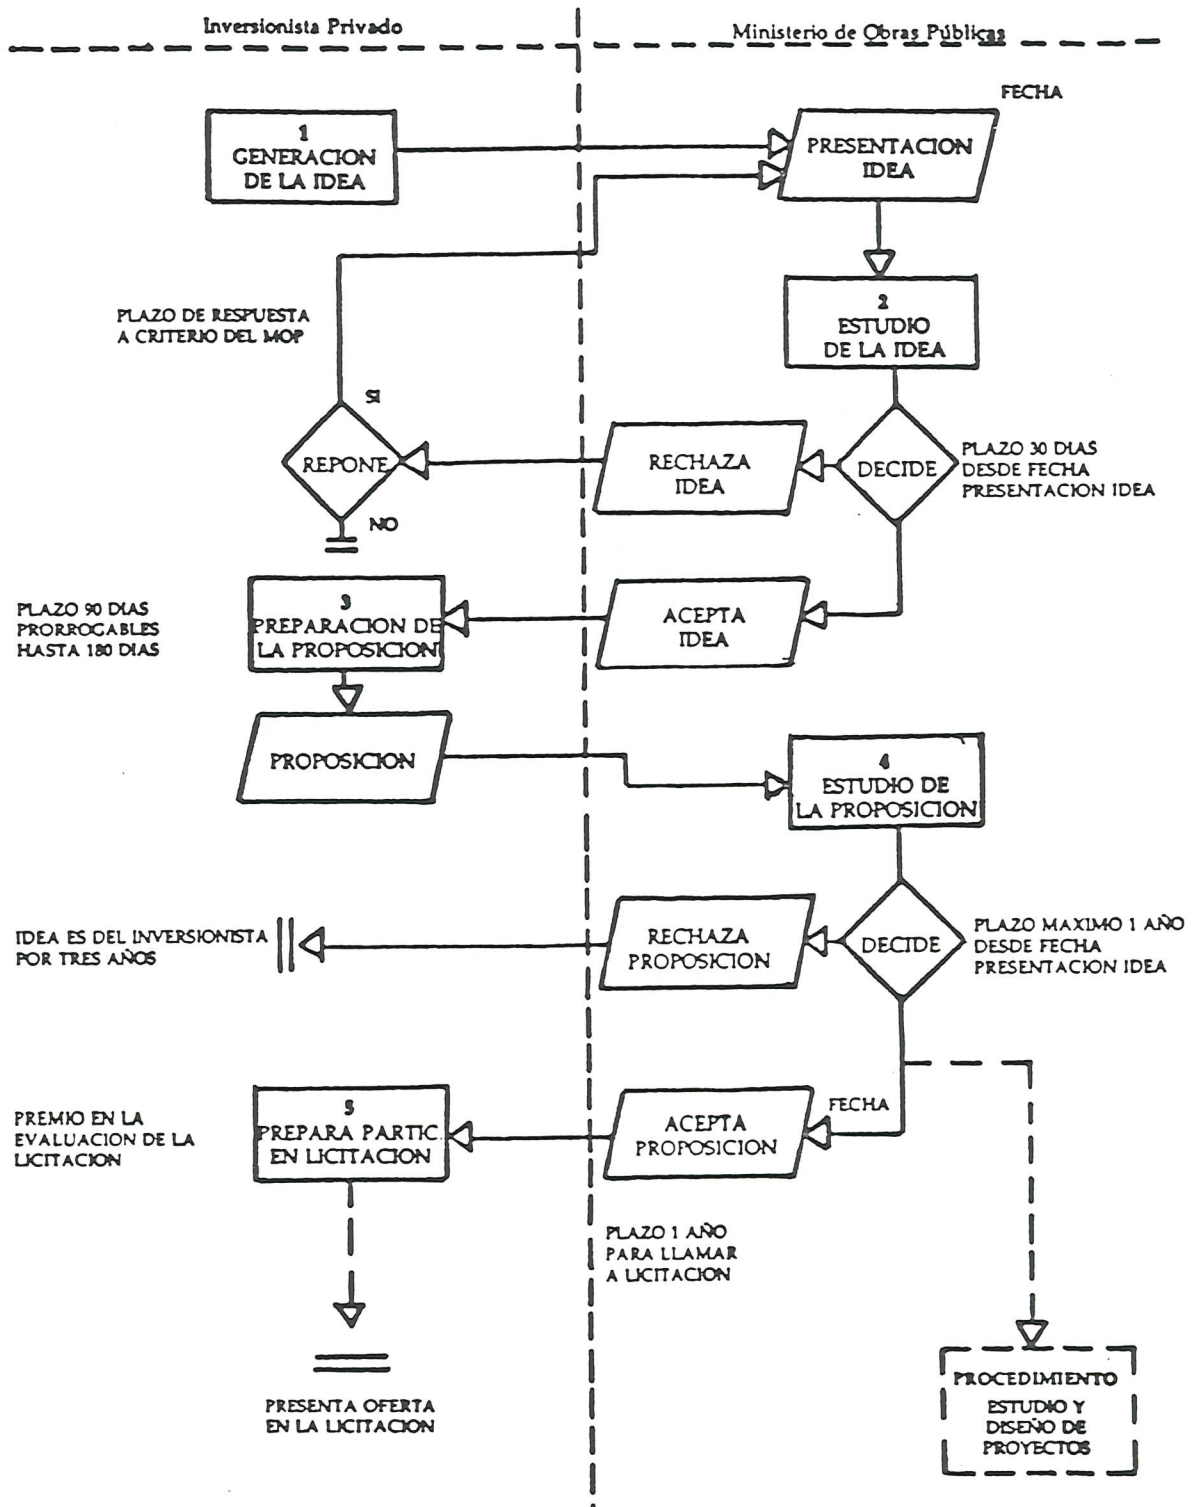 Inversionista Privado
Ministerio de Obras Públicas
FECHA
1
GENERACION
DE LA IDEA
PRESENTACION
IDEA
PLAZO DE RESPUESTA
A CRITERIO DEL MOP
2
ESTUDIO
DE LA IDEA
SI
REPONE
NO
RECHAZA
IDEA
DECIDE
PLAZO 30 DIAS
DESDE FECHA
PRESENTACION IDEA
PLAZO 90 DIAS
PRORROGABLES
HASTA 180 DIAS
3
PREPARACION DE
LA PROPOSICION
ACEPTA
IDEA
PROPOSICION
4
ESTUDIO DE
LA PROPOSICION
IDEA ES DEL INVERSIONISTA
POR TRES AÑOS
RECHAZA
PROPOSICION
DECIDE
PLAZO MAXIMO 1 AÑO
DESDE FECHA
PRESENTACION IDEA
PREMIO EN LA
EVALUACION DE LA
LICITACION
5
PREPARA PARTIC.
EN LICITACION
ACEPTA
PROPOSICION
FECHA
PLAZO 1 AÑO
PARA LLAMAR
A LICITACION
PRESENTA OFERTA
EN LA LICITACION
PROCEDIMIENTO
ESTUDIO Y
DISEÑO DE
PROYECTOS